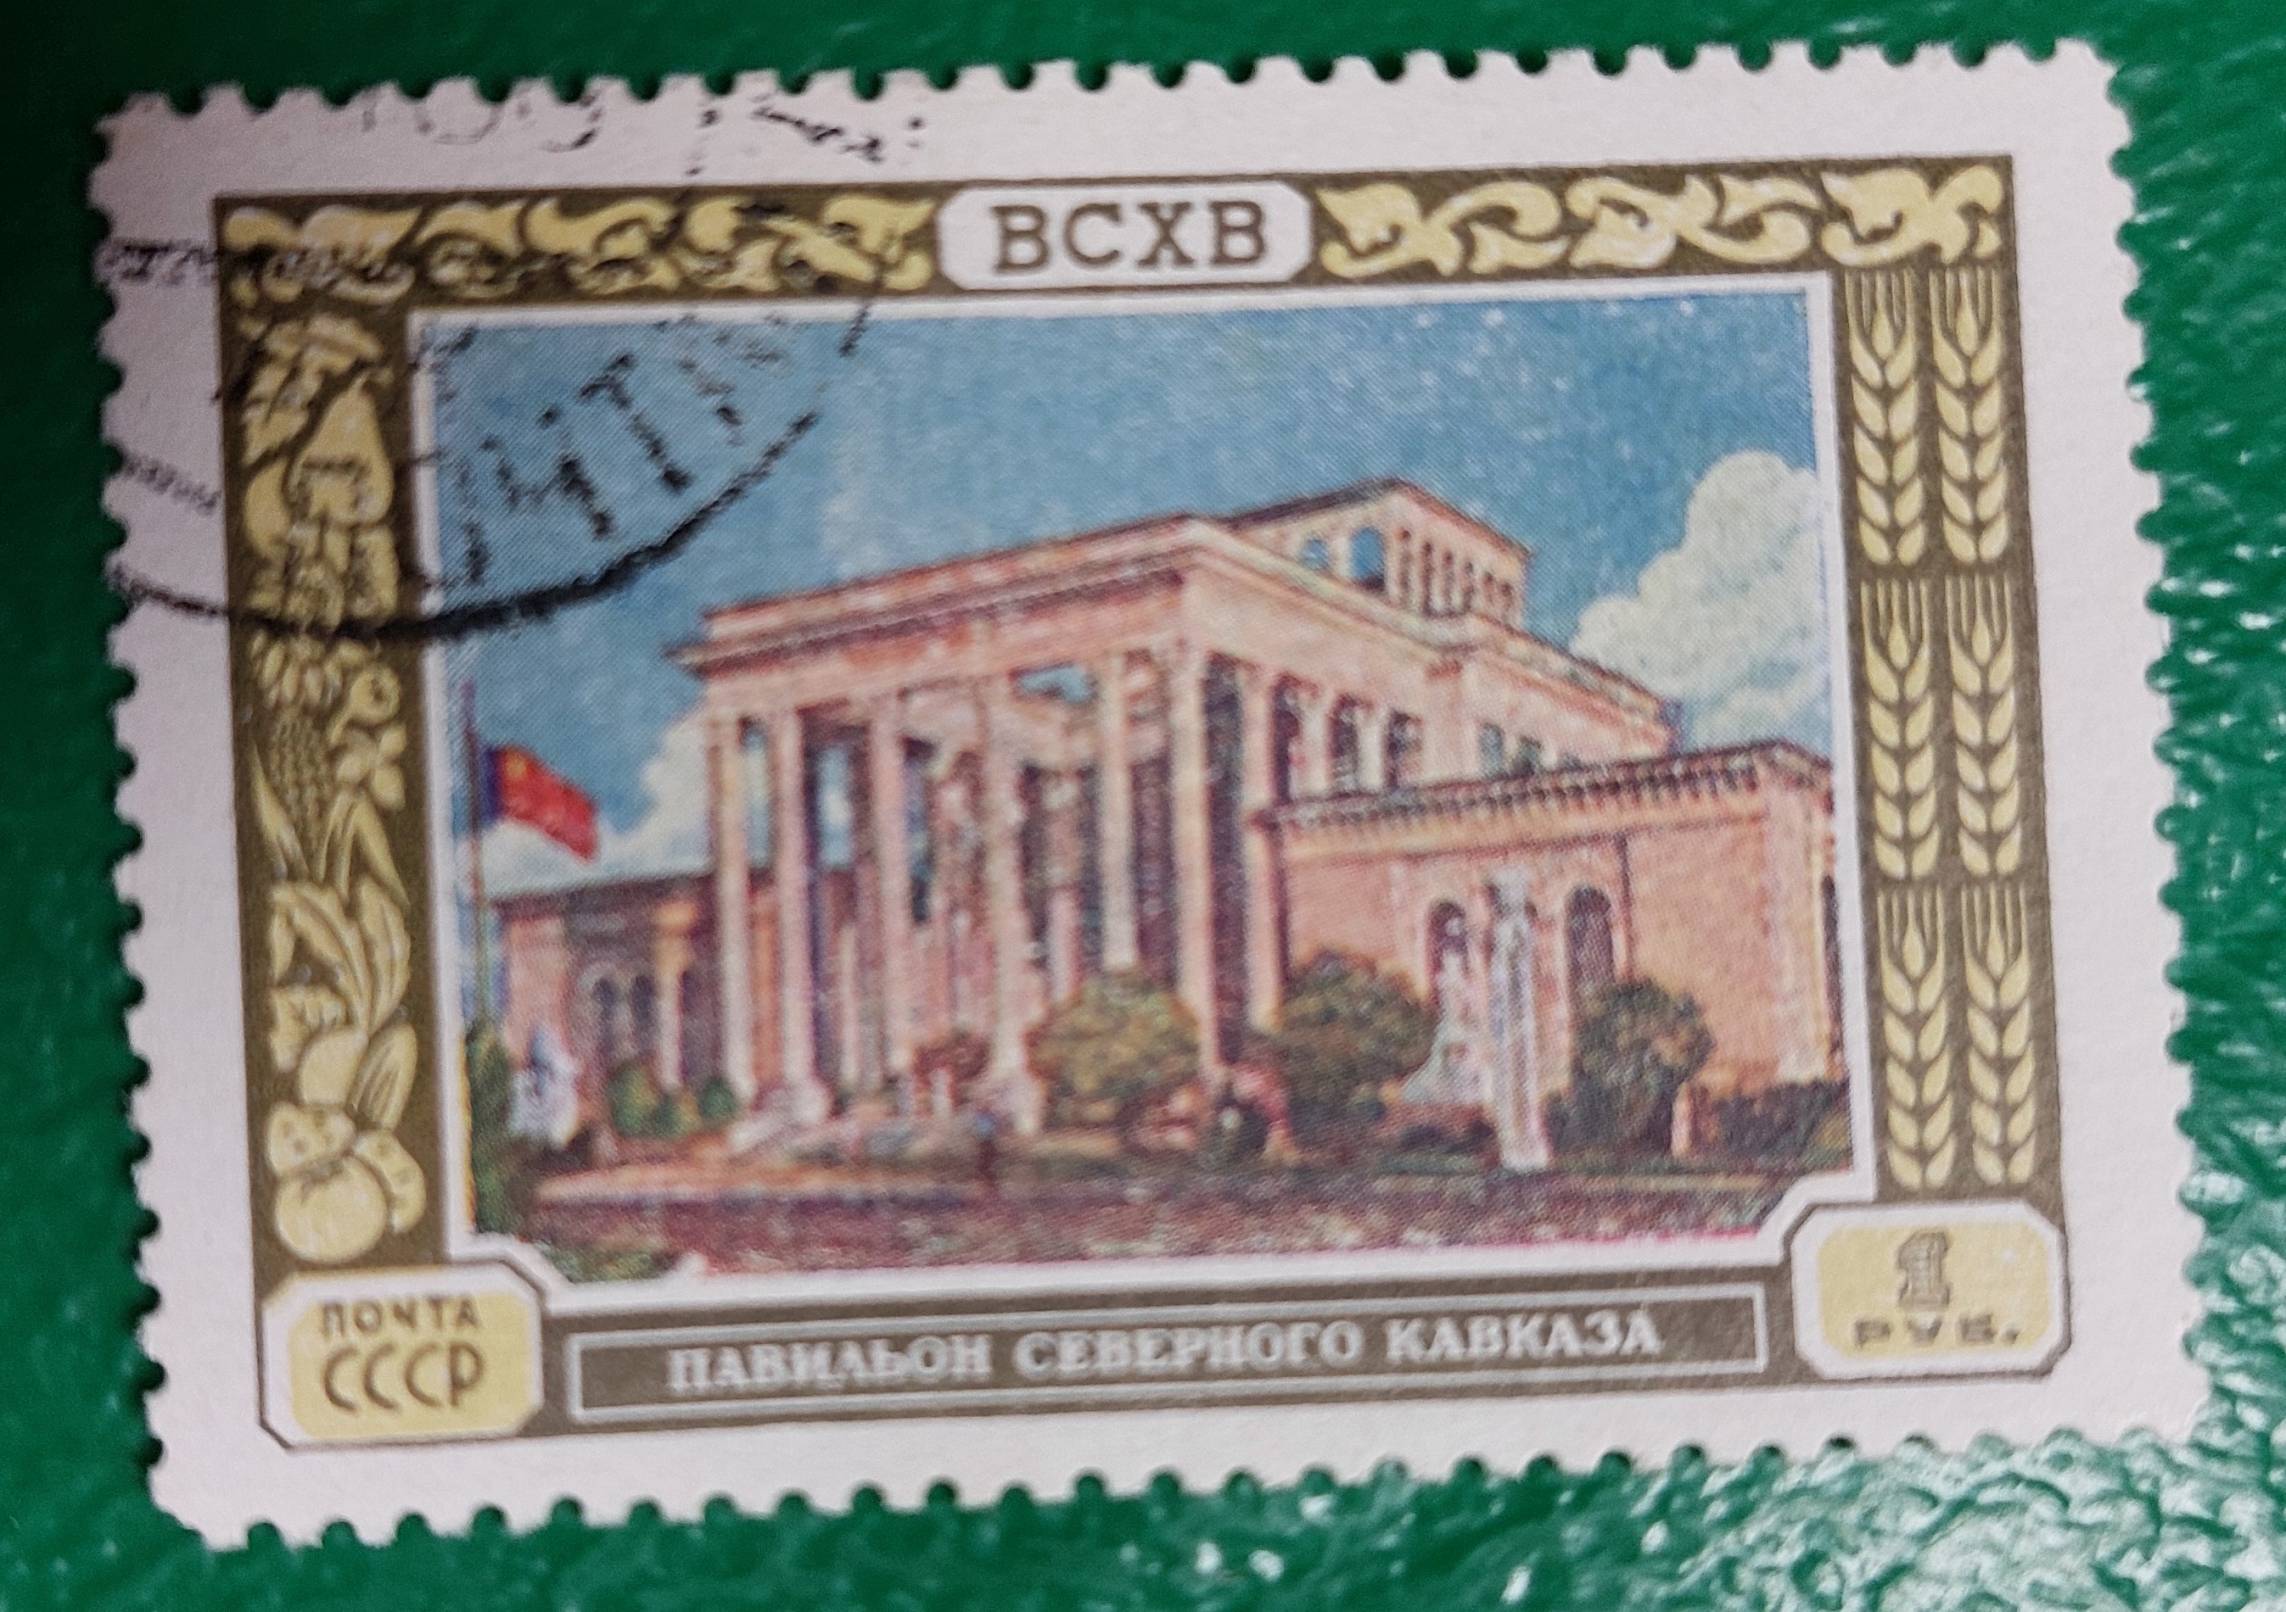 ВСХВ
ПОЧТА
СССР
ПАВИЛЬОН СЕВЕРНОГО КАВКАЗА
1
РУБ.